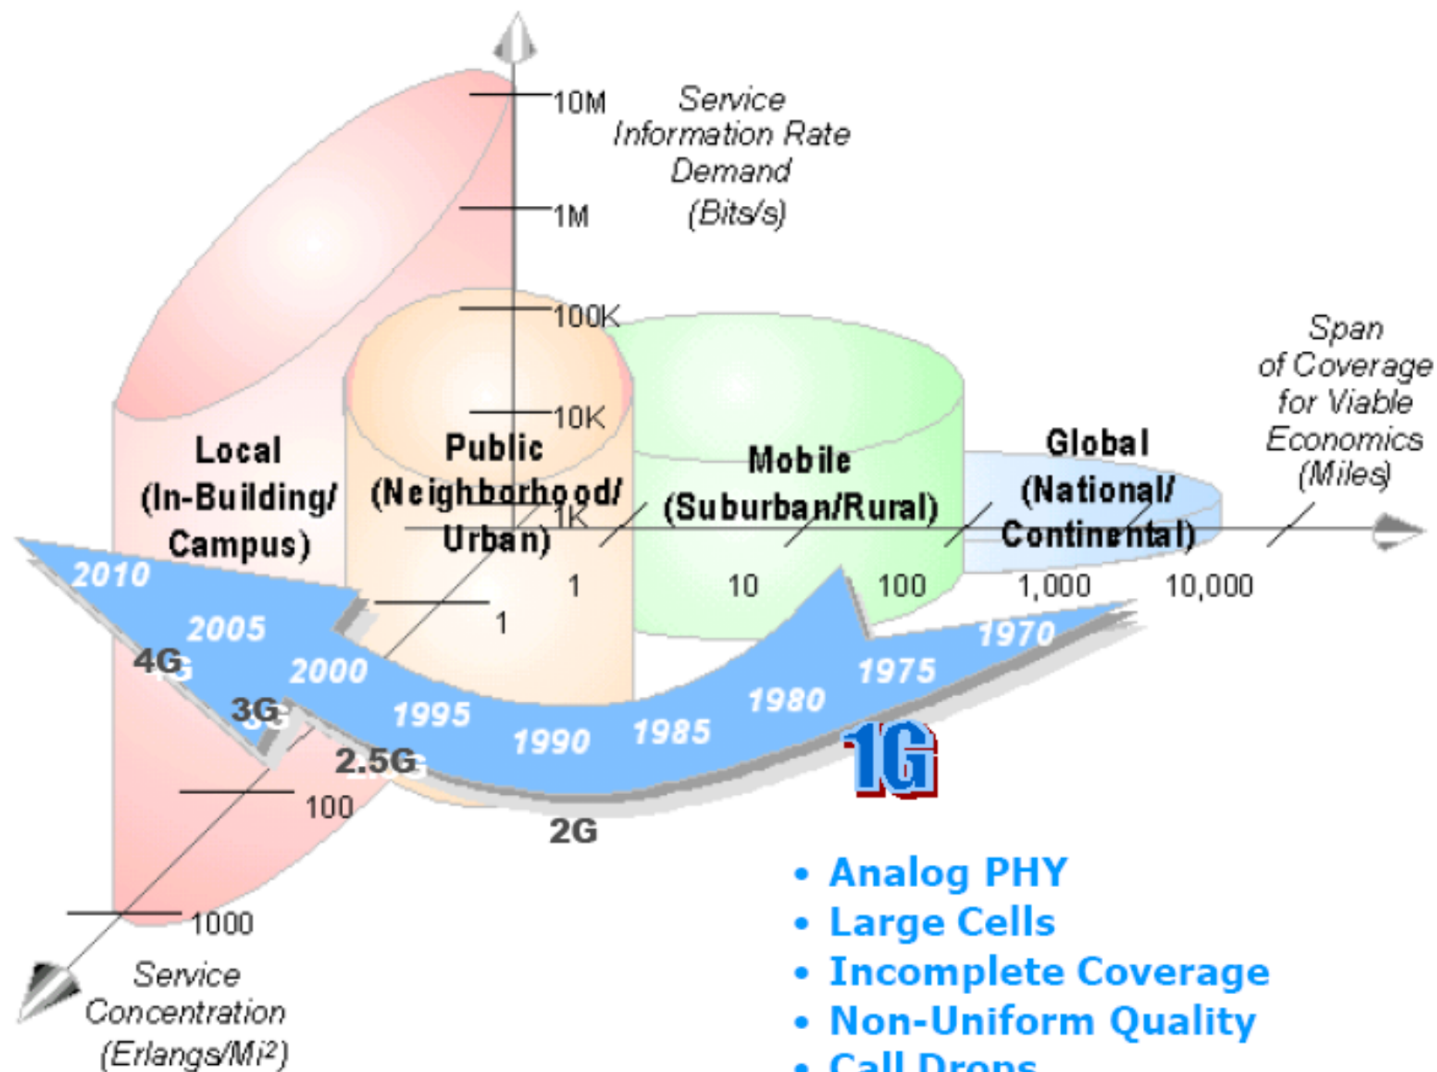 10M
Service
Information Rate
Demand
(Bits/s)
1M
100K
Span
of Coverage
for Viable
Economics
(Miles)
10K
Local
(In-Building/
Campus)
Public
(Neighborhood/
Urban)
1K
Mobile
(Suburban/Rural)
Global
(National/
Continental)
1
10
100
1,000
10,000
1
2010
2005
2000
1995
1990
1985
1980
1975
1970
4G
3G
2.5G
2G
1G
100
1000
Service
Concentration
(Erlangs/Mi²)
• Analog PHY
• Large Cells
• Incomplete Coverage
• Non-Uniform Quality
• Call Drops